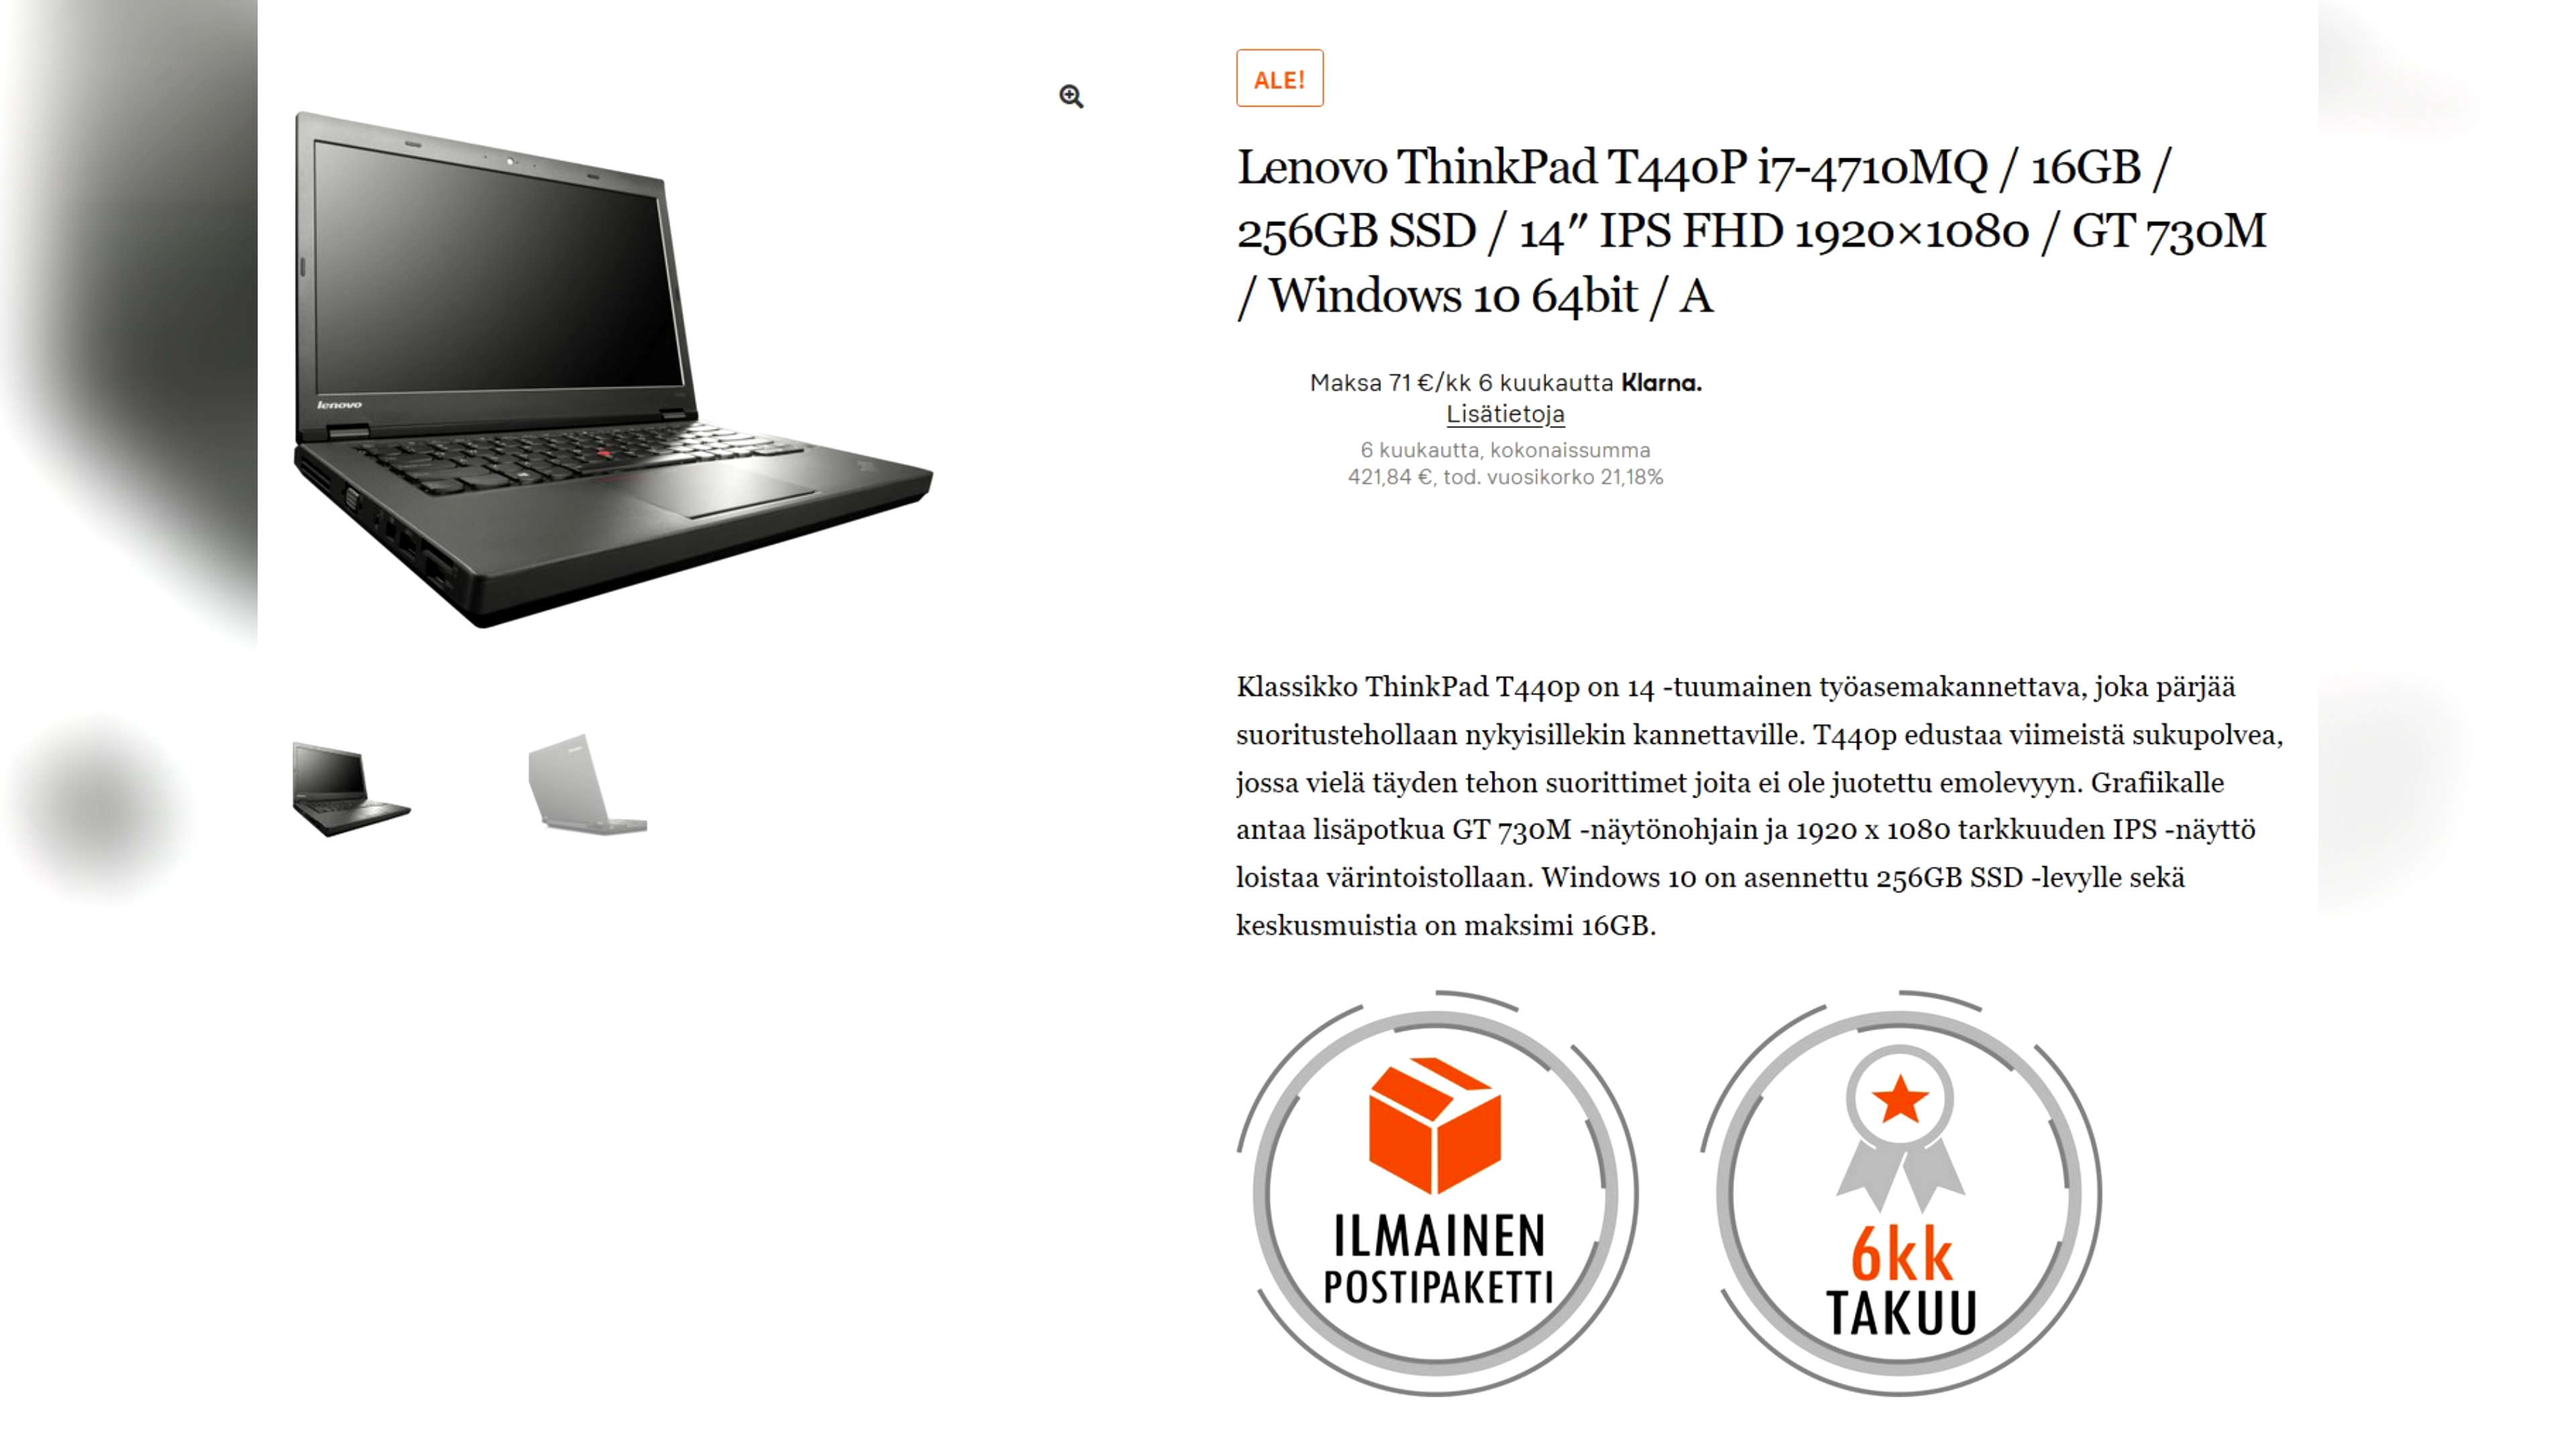 lenovo
ALE!
Lenovo ThinkPad T440P i7-4710MQ / 16GB /
256GB SSD / 14″ IPS FHD 1920×1080 / GT 730M
/ Windows 10 64bit / A
Maksa 71 €/kk 6 kuukautta Klarna.
Lisätietoja
6 kuukautta, kokonaissumma
421,84 €, tod. vuosikorko 21,18%
Klassikko ThinkPad T440p on 14 -tuumainen työasemakannettava, joka pärjää
suoritustehollaan nykyisillekin kannettaville. T440p edustaa viimeistä sukupolvea,
jossa vielä täyden tehon suorittimet joita ei ole juotettu emolevyyn. Grafiikalle
antaa lisäpotkua GT 730M -näytönohjain ja 1920 x 1080 tarkkuuden IPS -näyttö
loistaa värintoistollaan. Windows 10 on asennettu 256GB SSD -levylle sekä
keskusmuistia on maksimi 16GB.
ILMAINEN
POSTIPAKETTI
6kk
TAKUU